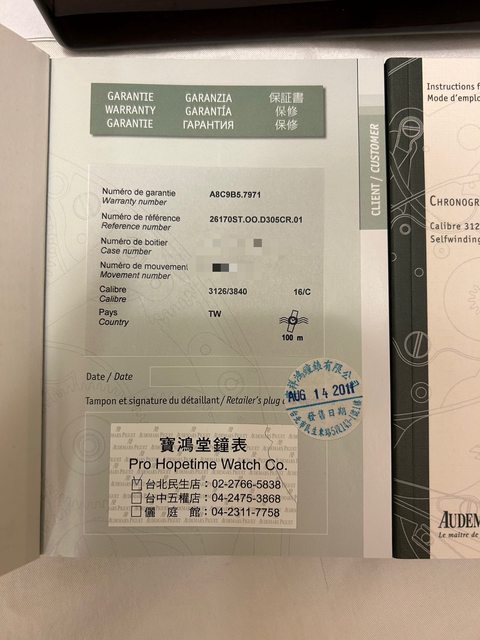 GARANTIE GARANZIA 保証書
WARRANTY GARANTÍA 保修
GARANTIE ГАРАНТИЯ 保修
CLIENT / CUSTOMER
Numéro de garantie A8C9B5.7971
Warranty number
Numéro de référence 26170ST.OO.D305CR.01
Reference number
Numéro de boitier
Case number
Numéro de mouvement
Movement number
Calibre 3126/3840 16/C
Calibre
Pays TW
Country
100 m
Date / Date
AUG 14 2011
發售日期
Tampon et signature du détaillant / Retailer's plug
寶鴻堂鐘表
Pro Hopetime Watch Co.
台北民生店：02-2766-5838
台中五權店：04-2475-3868
儷庭館：04-2311-7758
Instructions f
Mode d'emplo
CHRONOGR
Calibre 312
Selfwinding
AUDEM
Le maître de